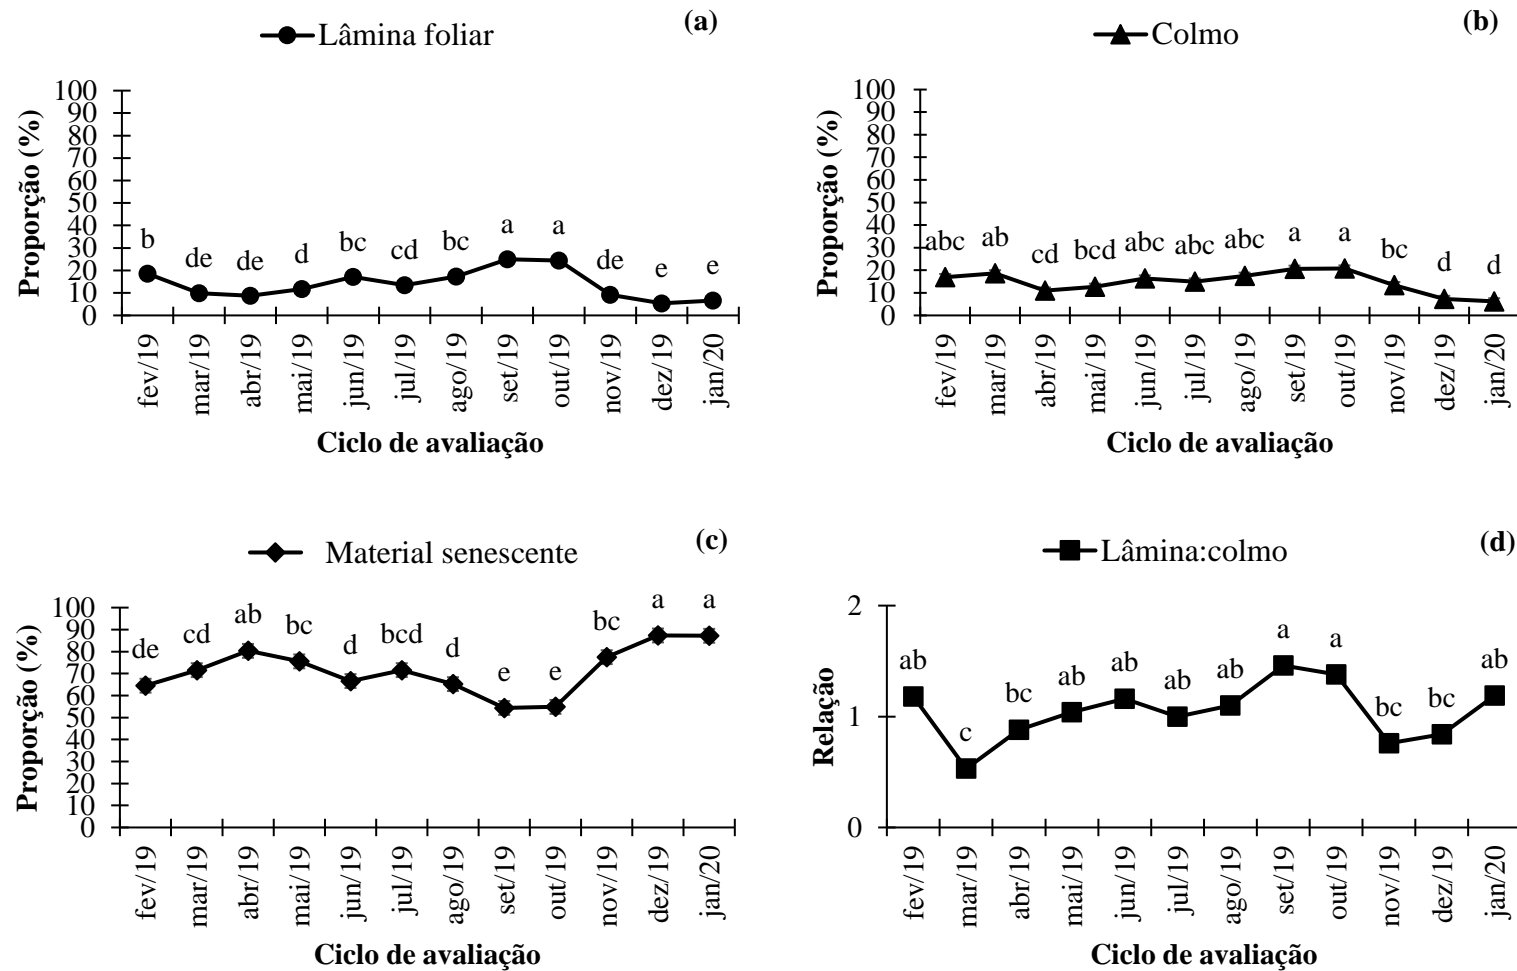 Lâmina foliar
(a)
Proporção (%)
100
90
80
70
60
50
40
30
20
10
0
b de de d bc cd bc a a de e e
fev/19 mar/19 abr/19 mai/19 jun/19 jul/19 ago/19 set/19 out/19 nov/19 dez/19 jan/20
Ciclo de avaliação
Colmo
(b)
Proporção (%)
100
90
80
70
60
50
40
30
20
10
0
abc ab cd bcd abc abc abc a a bc d d
fev/19 mar/19 abr/19 mai/19 jun/19 jul/19 ago/19 set/19 out/19 nov/19 dez/19 jan/20
Ciclo de avaliação
Material senescente
(c)
Proporção (%)
100
90
80
70
60
50
40
30
20
10
0
de cd ab bc d bcd d e e bc a a
fev/19 mar/19 abr/19 mai/19 jun/19 jul/19 ago/19 set/19 out/19 nov/19 dez/19 jan/20
Ciclo de avaliação
Lâmina:colmo
(d)
Relação
2
1
0
ab c bc ab ab ab ab a a bc bc ab
fev/19 mar/19 abr/19 mai/19 jun/19 jul/19 ago/19 set/19 out/19 nov/19 dez/19 jan/20
Ciclo de avaliação